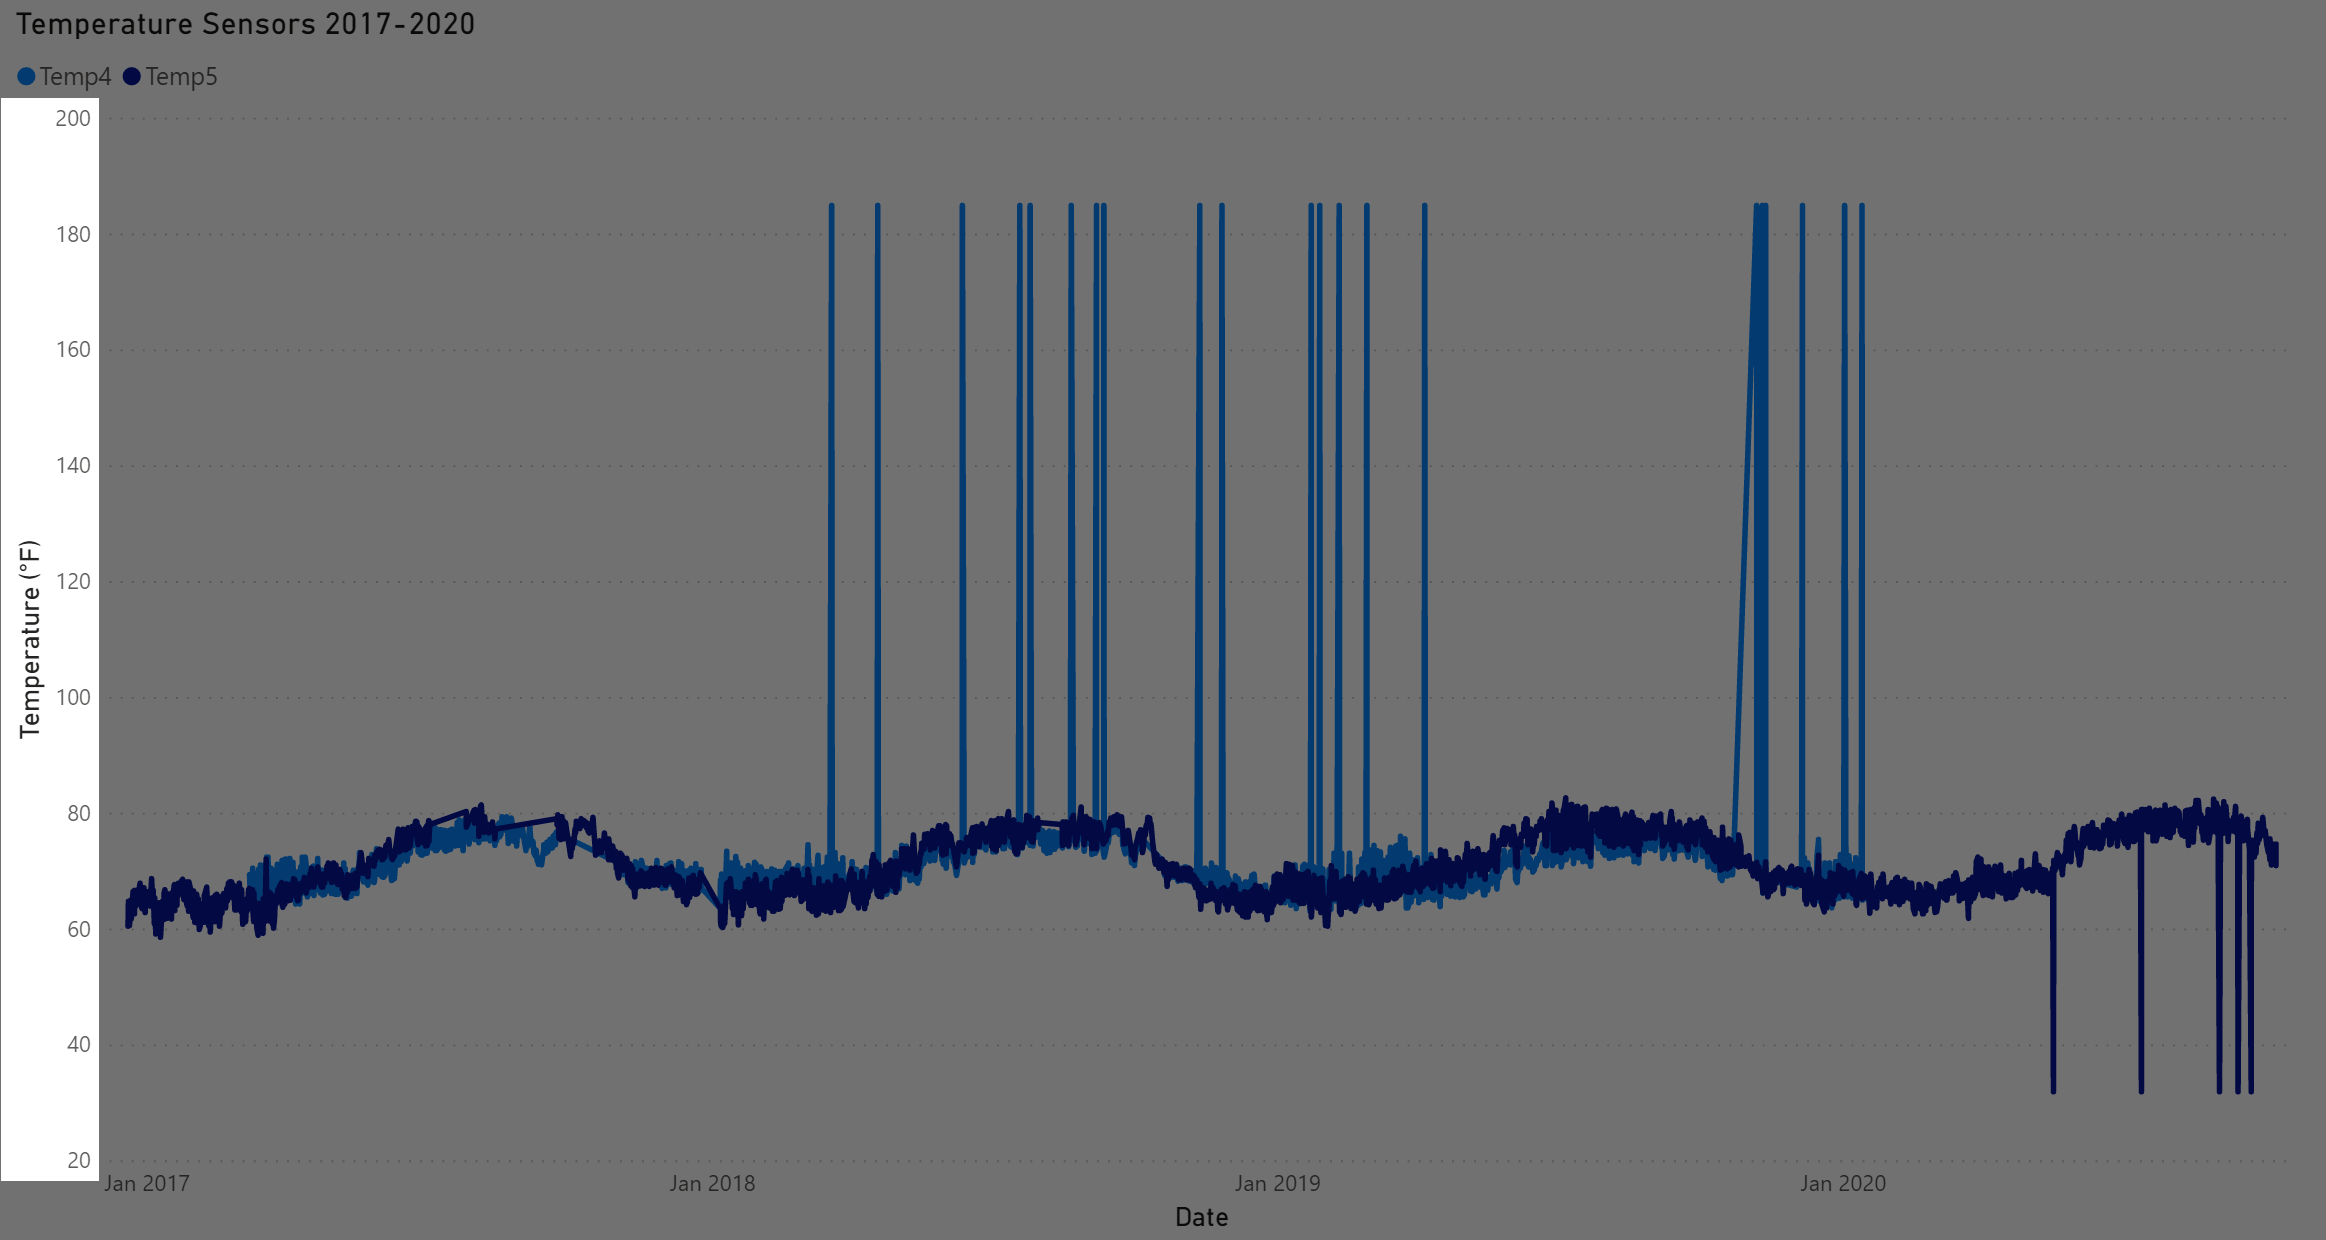 Temperature Sensors 2017-2020
Temp4 Temp5
200
180
160
140
120
100
80
60
40
20
Temperature (°F)
Jan 2017 Jan 2018 Jan 2019 Jan 2020
Date